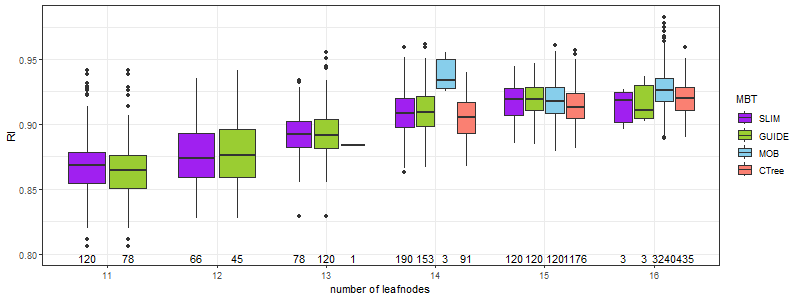 RI
0.95
0.90
0.85
0.80
120 78 66 45 78 120 1 190 153 3 91 120 120 120 1176 3 3 3240 435
11 12 13 14 15 16
number of leafnodes
MBT
SLIM
GUIDE
MOB
CTree